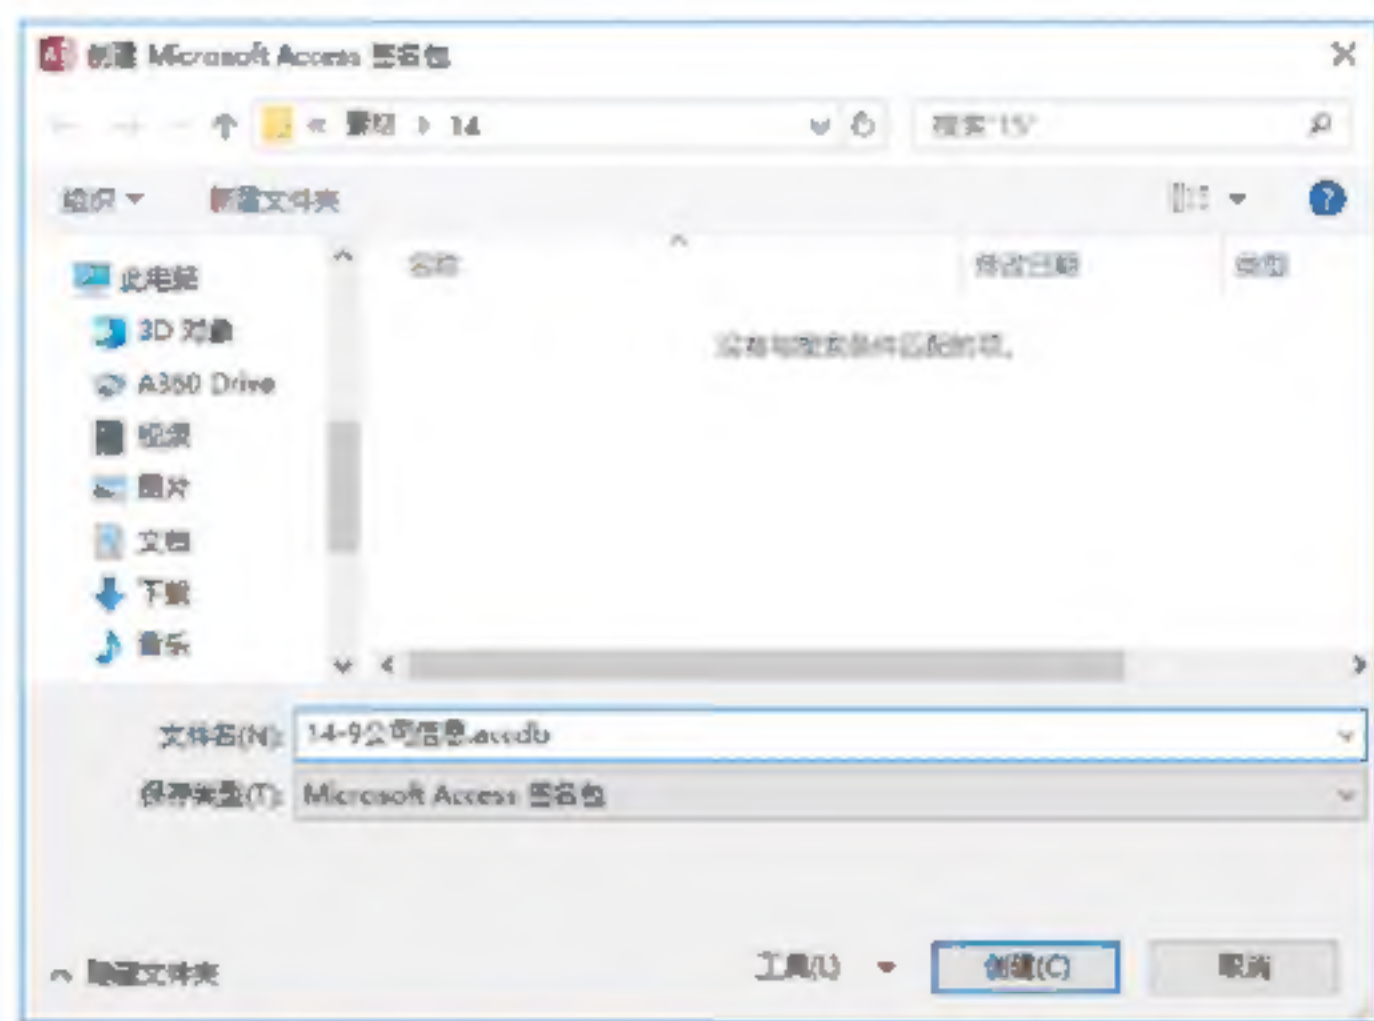 创建 Microsoft Access 签名包
« 素材 › 14
搜索"15"
组织
新建文件夹
名称
修改日期
类型
没有与搜索条件匹配的项。
此电脑
3D 对象
A360 Drive
视频
图片
文档
下载
音乐
文件名(N): 14-9公司信息.accdb
保存类型(T): Microsoft Access 签名包
隐藏文件夹
工具(L)
创建(C)
取消